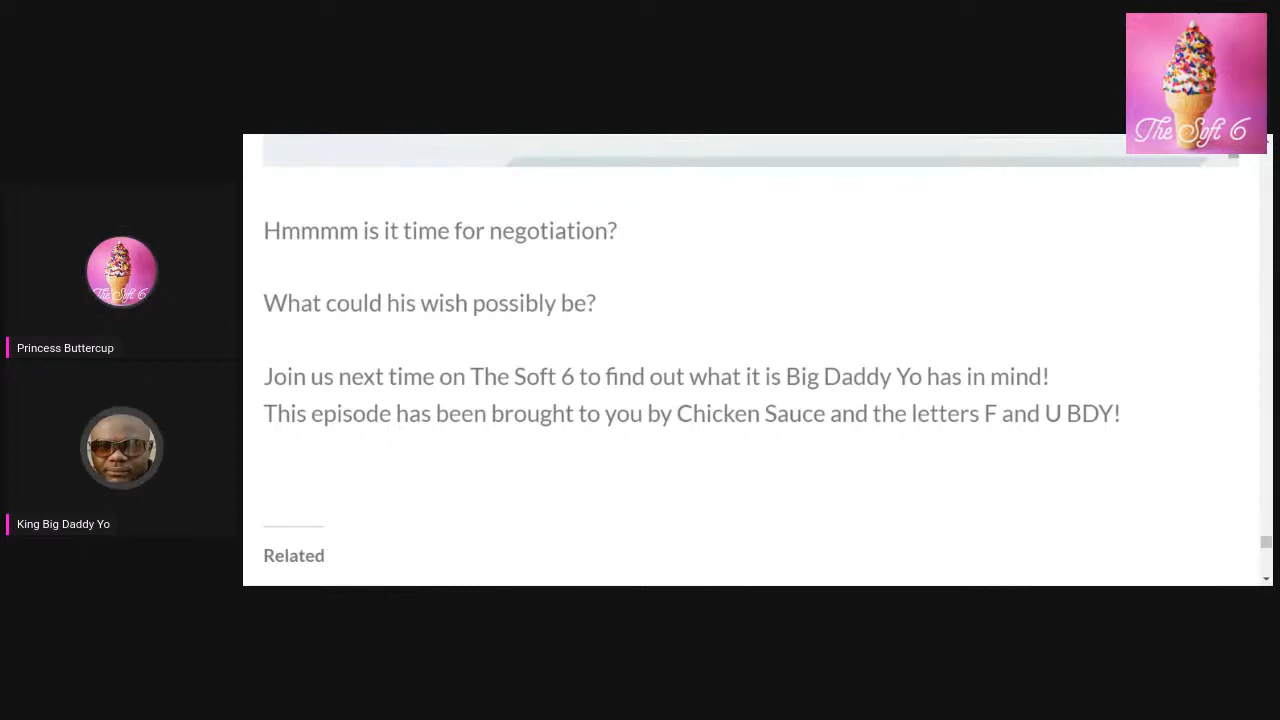 The Soft 6
Hmmmm is it time for negotiation?
What could his wish possibly be?
Join us next time on The Soft 6 to find out what it is Big Daddy Yo has in mind!
This episode has been brought to you by Chicken Sauce and the letters F and U BDY!
Related
The Soft 6
Princess Buttercup
King Big Daddy Yo